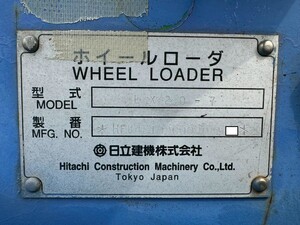 ホイールローダ
WHEEL LOADER
型式
MODEL
製番
MFG. NO.
日立建機株式会社
Hitachi Construction Machinery Co.,Ltd.
Tokyo Japan